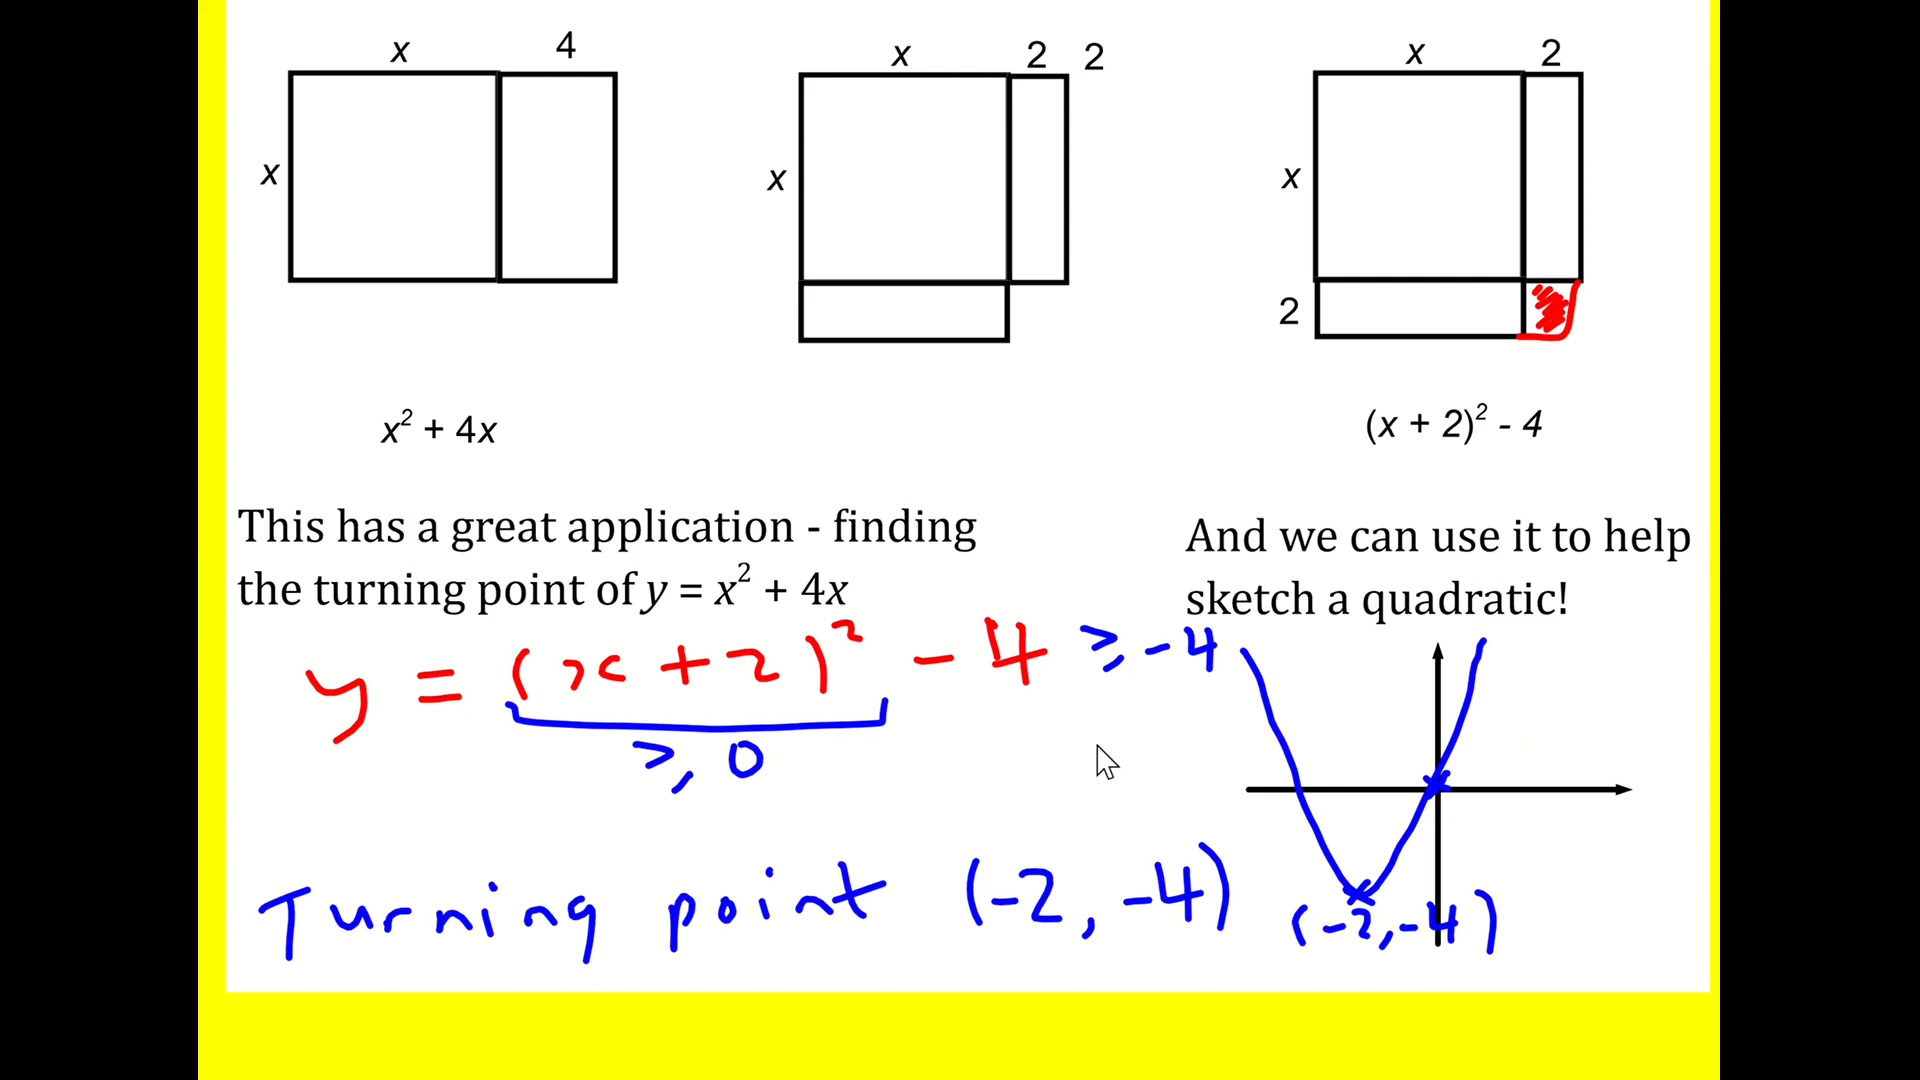 x 4
x 2 2
x 2
x
x
x
2
x² + 4x
(x + 2)² - 4
This has a great application - finding
the turning point of y = x² + 4x
And we can use it to help
sketch a quadratic!
y = (x + 2)² - 4 ≥ -4
≥ 0
Turning point (-2, -4)
(-2, -4)